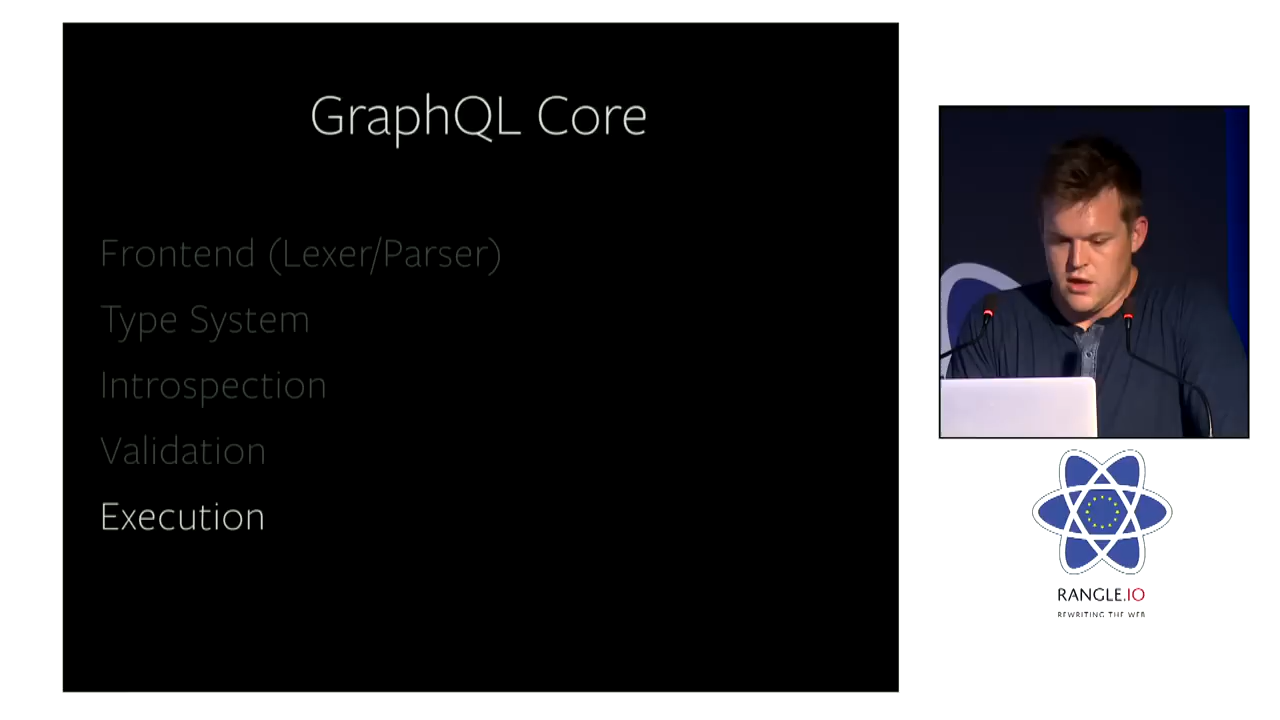 GraphQL Core
Frontend (Lexer/Parser)
Type System
Introspection
Validation
Execution
RANGLE.IO
REWRITING THE WEB